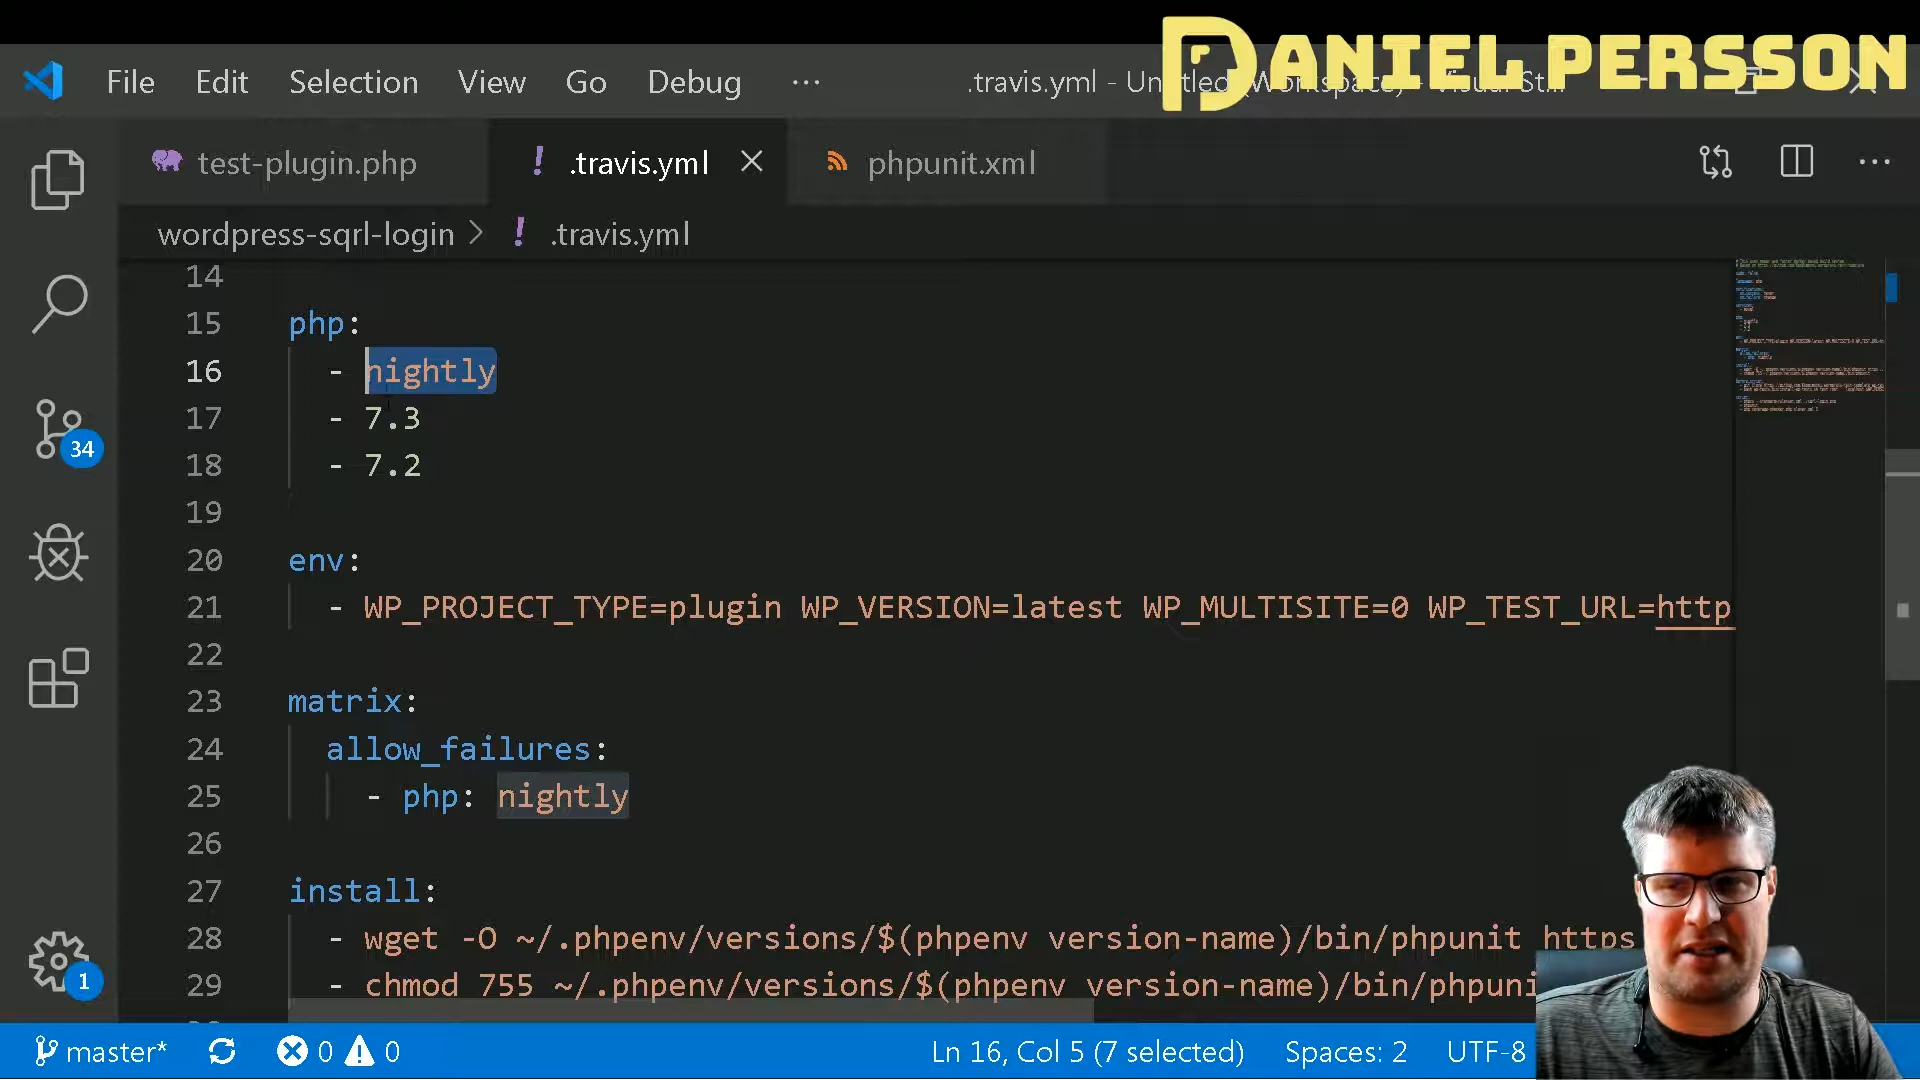 DANIEL PERSSON
File Edit Selection View Go Debug ···
.travis.yml - Untitled (Workspace) - Visual St...
test-plugin.php
! .travis.yml
phpunit.xml
wordpress-sqrl-login > ! .travis.yml
14
15 php:
16 - nightly
17 - 7.3
18 - 7.2
19
20 env:
21 - WP_PROJECT_TYPE=plugin WP_VERSION=latest WP_MULTISITE=0 WP_TEST_URL=http
22
23 matrix:
24 allow_failures:
25 - php: nightly
26
27 install:
28 - wget -O ~/.phpenv/versions/$(phpenv version-name)/bin/phpunit https
29 - chmod 755 ~/.phpenv/versions/$(phpenv version-name)/bin/phpuni
34
1
master* 0 0 Ln 16, Col 5 (7 selected) Spaces: 2 UTF-8